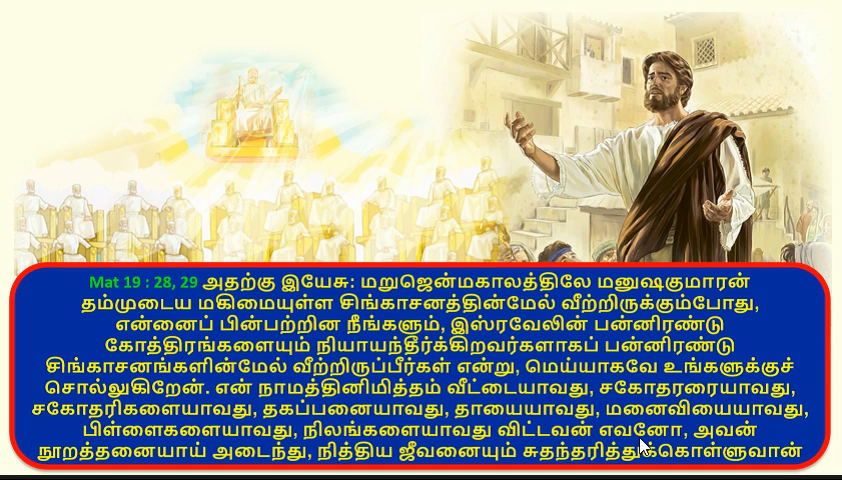 Mat 19 : 28, 29 அதற்கு இயேசு: மறுஜென்மகாலத்திலே மனுஷகுமாரன்
தம்முடைய மகிமையுள்ள சிங்காசனத்தின்மேல் வீற்றிருக்கும்போது,
என்னைப் பின்பற்றின நீங்களும், இஸ்ரவேலின் பன்னிரண்டு
கோத்திரங்களையும் நியாயந்தீர்க்கிறவர்களாகப் பன்னிரண்டு
சிங்காசனங்களின்மேல் வீற்றிருப்பீர்கள் என்று, மெய்யாகவே உங்களுக்குச்
சொல்லுகிறேன். என் நாமத்தினிமித்தம் வீட்டையாவது, சகோதரரையாவது,
சகோதரிகளையாவது, தகப்பனையாவது, தாயையாவது, மனைவியையாவது,
பிள்ளைகளையாவது, நிலங்களையாவது விட்டவன் எவனோ, அவன்
நூறத்தனையாய் அடைந்து, நித்திய ஜீவனையும் சுதந்தரித்துக்கொள்ளுவான்